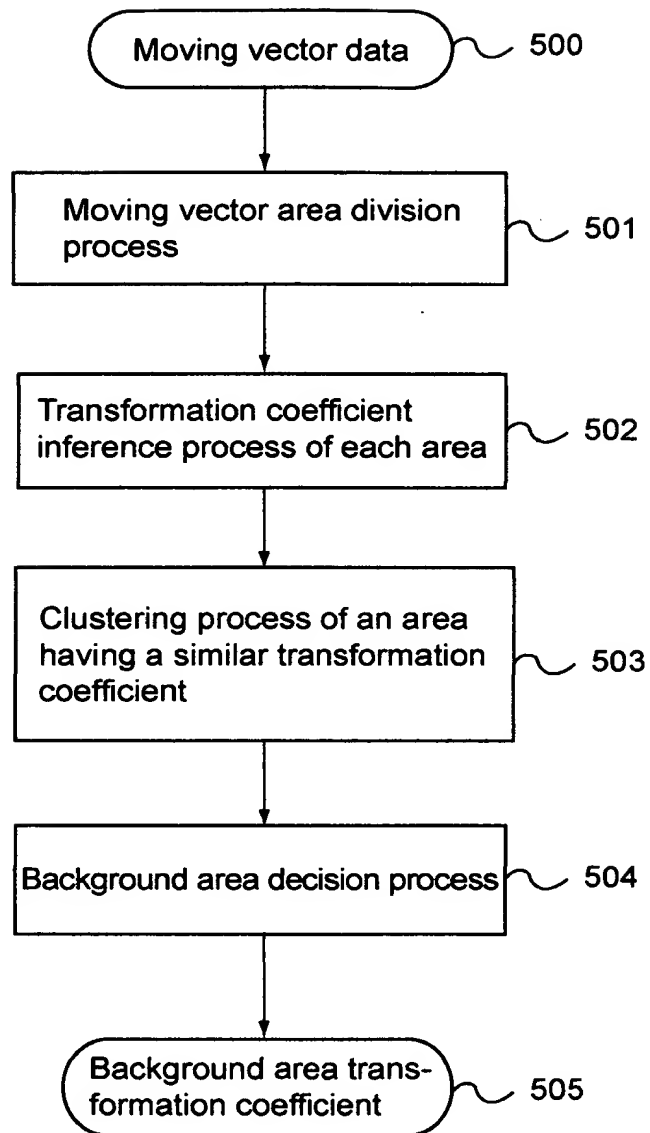 Moving vector data
500
Moving vector area division
process
501
Transformation coefficient
inference process of each area
502
Clustering process of an area
having a similar transformation
coefficient
503
Background area decision process
504
Background area trans-
formation coefficient
505